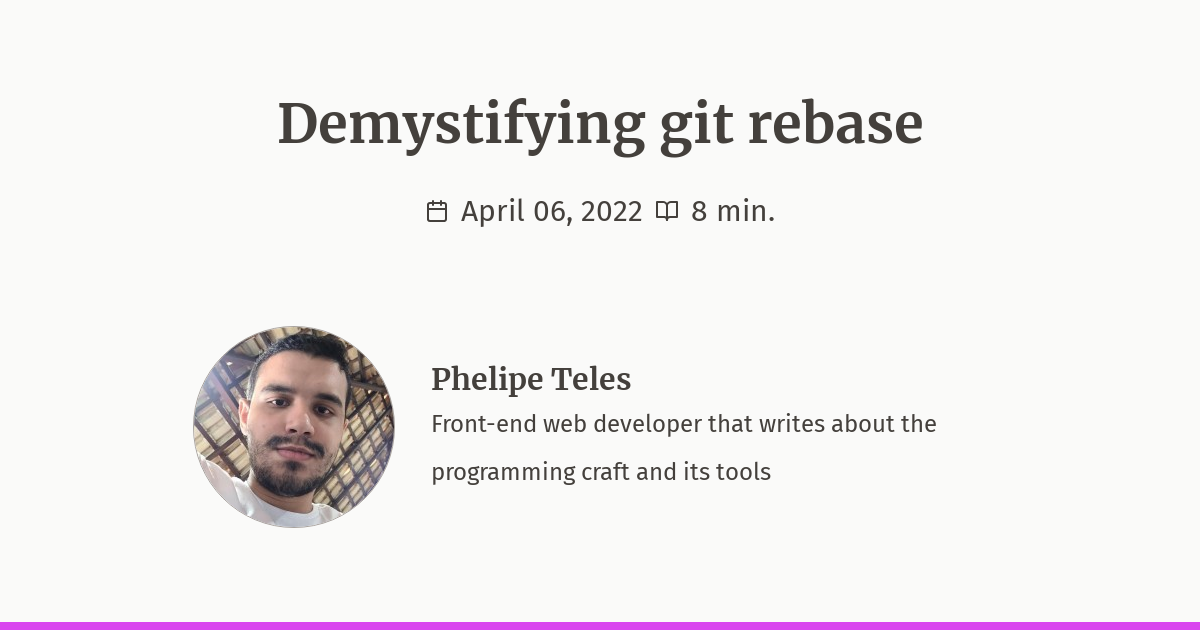 Demystifying git rebase
April 06, 2022 8 min.
Phelipe Teles
Front-end web developer that writes about the
programming craft and its tools